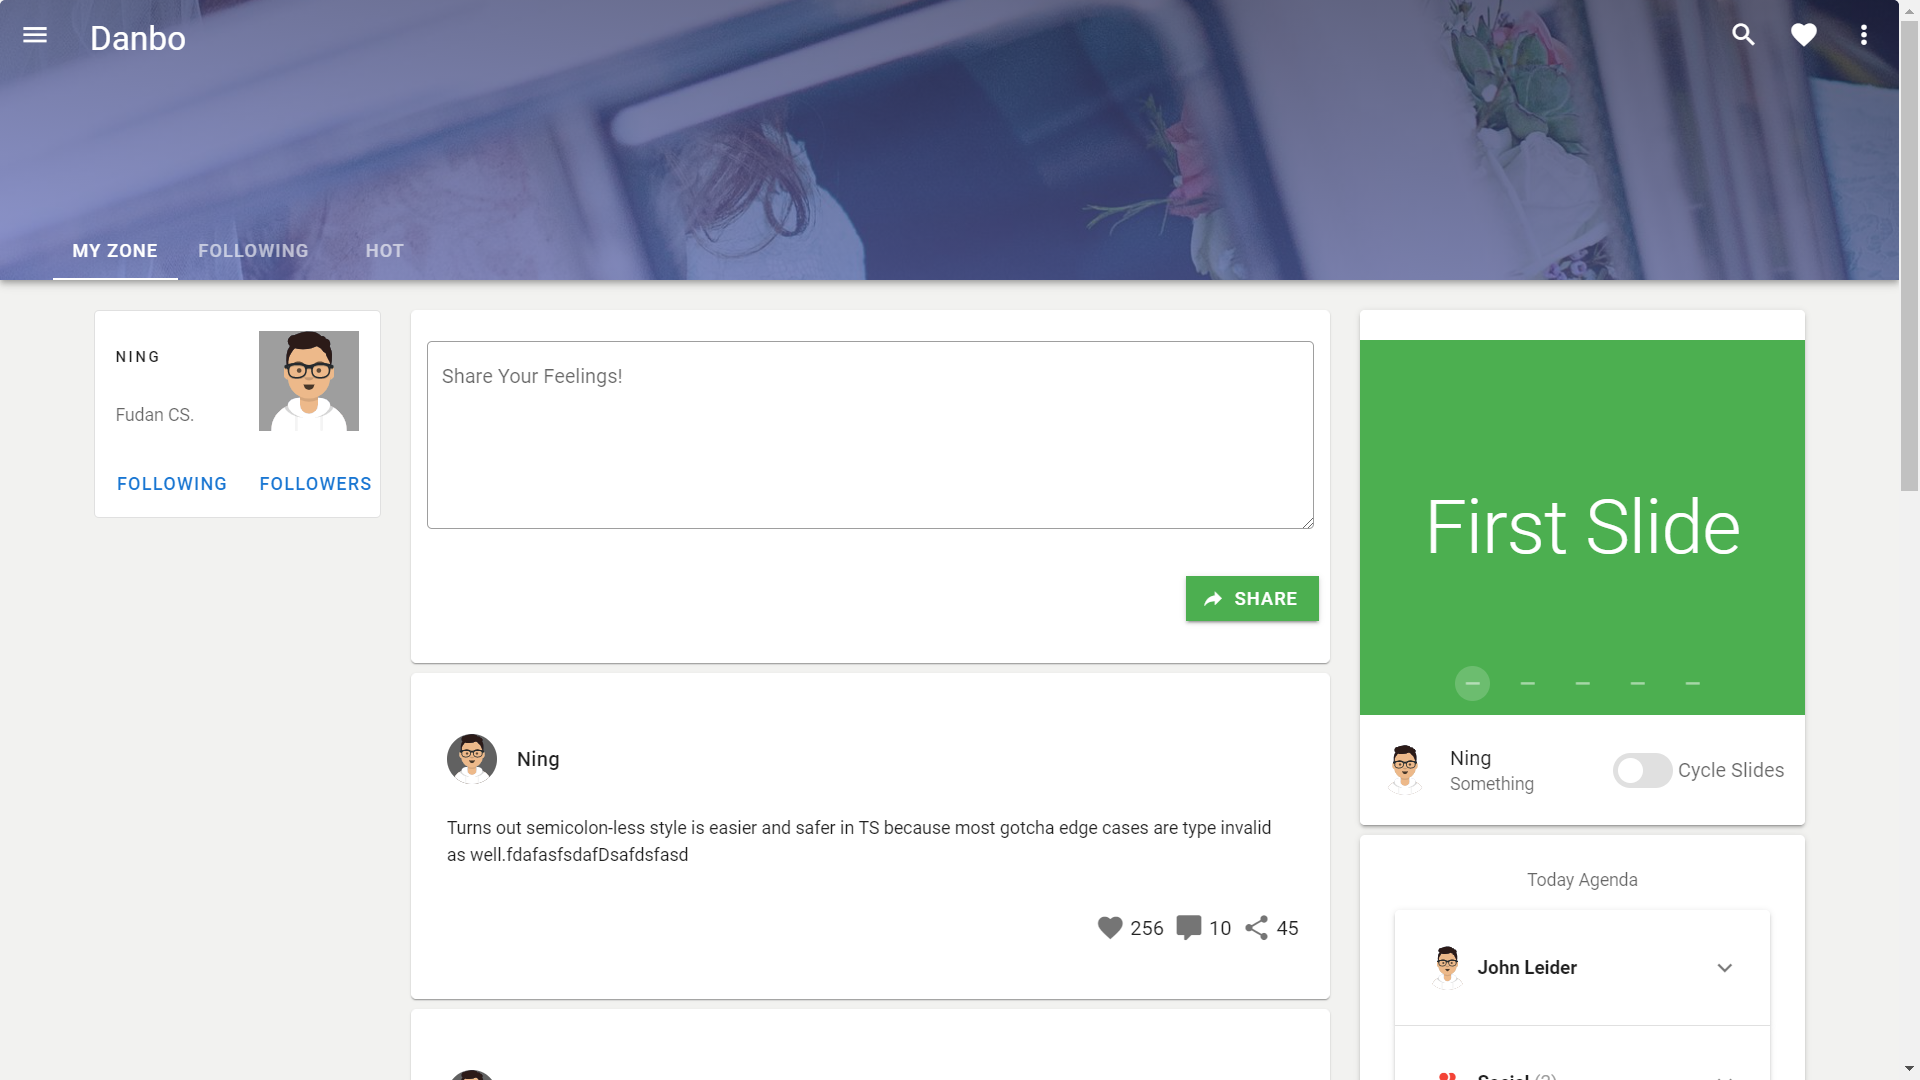 Danbo
MY ZONE
FOLLOWING
HOT
NING
Fudan CS.
FOLLOWING
FOLLOWERS
Share Your Feelings!
SHARE
Ning
Turns out semicolon-less style is easier and safer in TS because most gotcha edge cases are type invalid
as well.fdafasfsdafDsafdsfasd
256
10
45
First Slide
Ning
Something
Cycle Slides
Today Agenda
John Leider